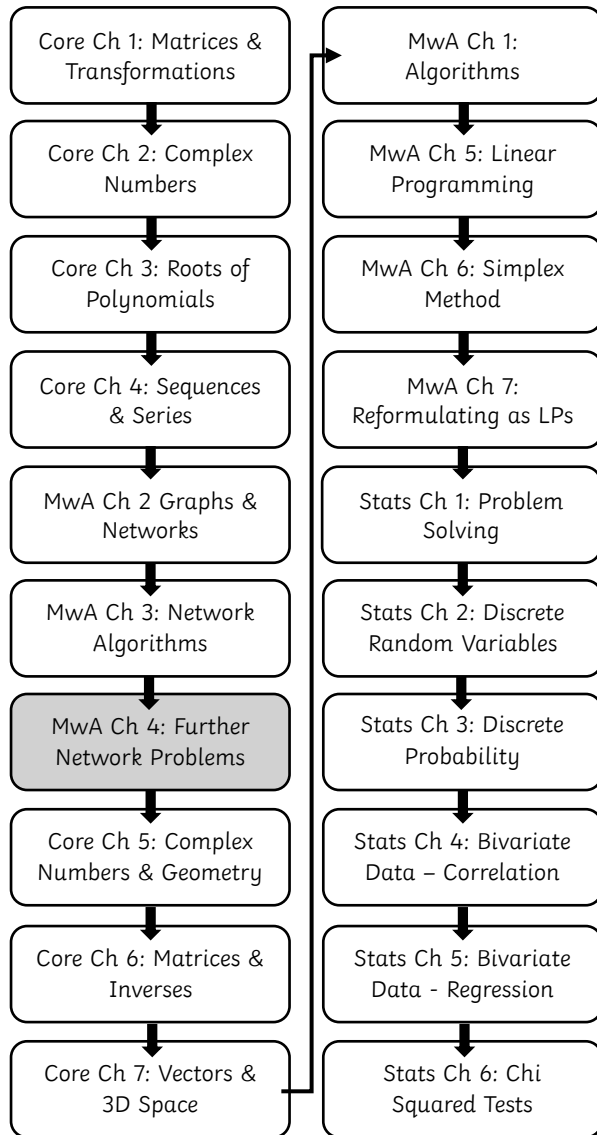 Core Ch 1: Matrices &
Transformations
Core Ch 2: Complex
Numbers
Core Ch 3: Roots of
Polynomials
Core Ch 4: Sequences
& Series
MwA Ch 2 Graphs &
Networks
MwA Ch 3: Network
Algorithms
MwA Ch 4: Further
Network Problems
Core Ch 5: Complex
Numbers & Geometry
Core Ch 6: Matrices &
Inverses
Core Ch 7: Vectors &
3D Space
MwA Ch 1:
Algorithms
MwA Ch 5: Linear
Programming
MwA Ch 6: Simplex
Method
MwA Ch 7:
Reformulating as LPs
Stats Ch 1: Problem
Solving
Stats Ch 2: Discrete
Random Variables
Stats Ch 3: Discrete
Probability
Stats Ch 4: Bivariate
Data – Correlation
Stats Ch 5: Bivariate
Data - Regression
Stats Ch 6: Chi
Squared Tests